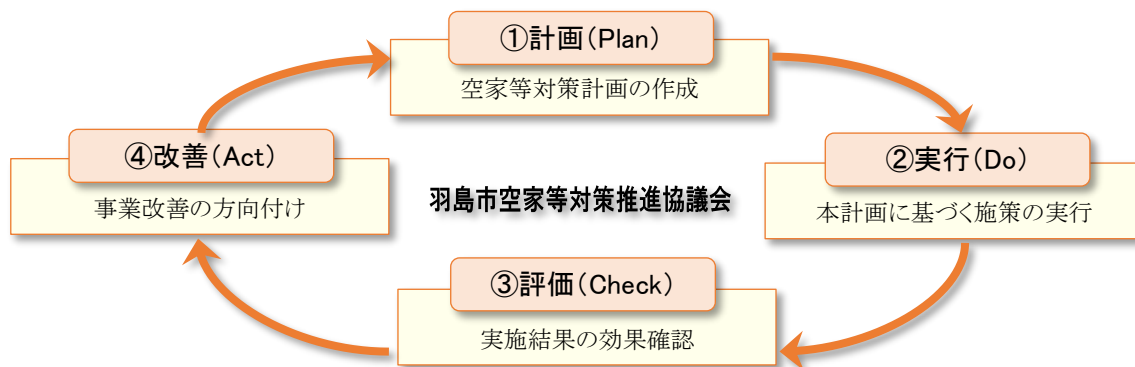 ①計画(Plan)
空家等対策計画の作成
②実行(Do)
本計画に基づく施策の実行
③評価(Check)
実施結果の効果確認
④改善(Act)
事業改善の方向付け
羽島市空家等対策推進協議会